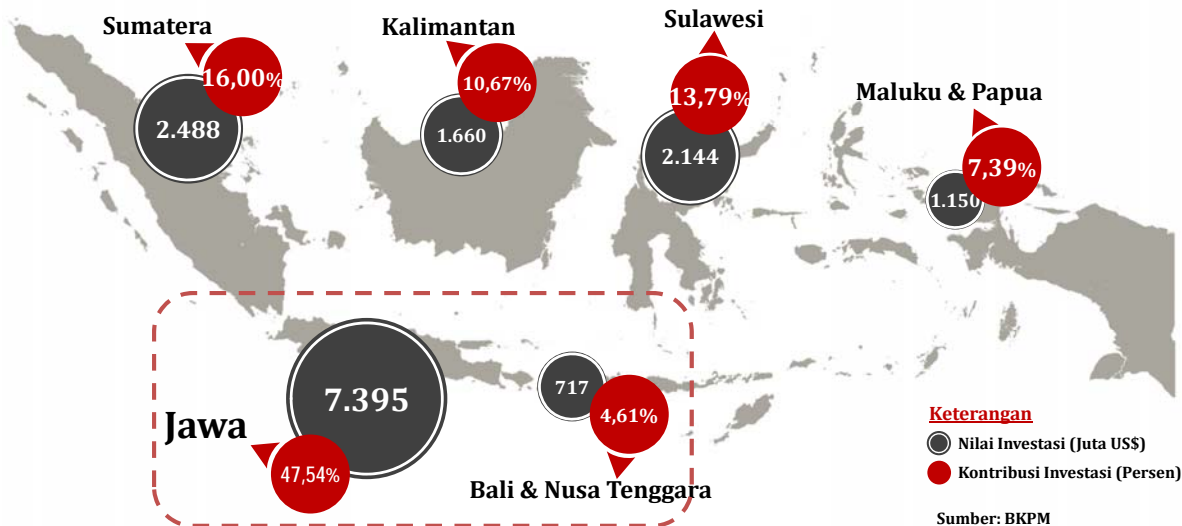 Sumatera
16,00%
2.488
Kalimantan
10,67%
1.660
Sulawesi
13,79%
2.144
Maluku & Papua
7,39%
1.150
Jawa
7.395
47,54%
717
4,61%
Bali & Nusa Tenggara
Keterangan
Nilai Investasi (Juta US$)
Kontribusi Investasi (Persen)
Sumber: BKPM